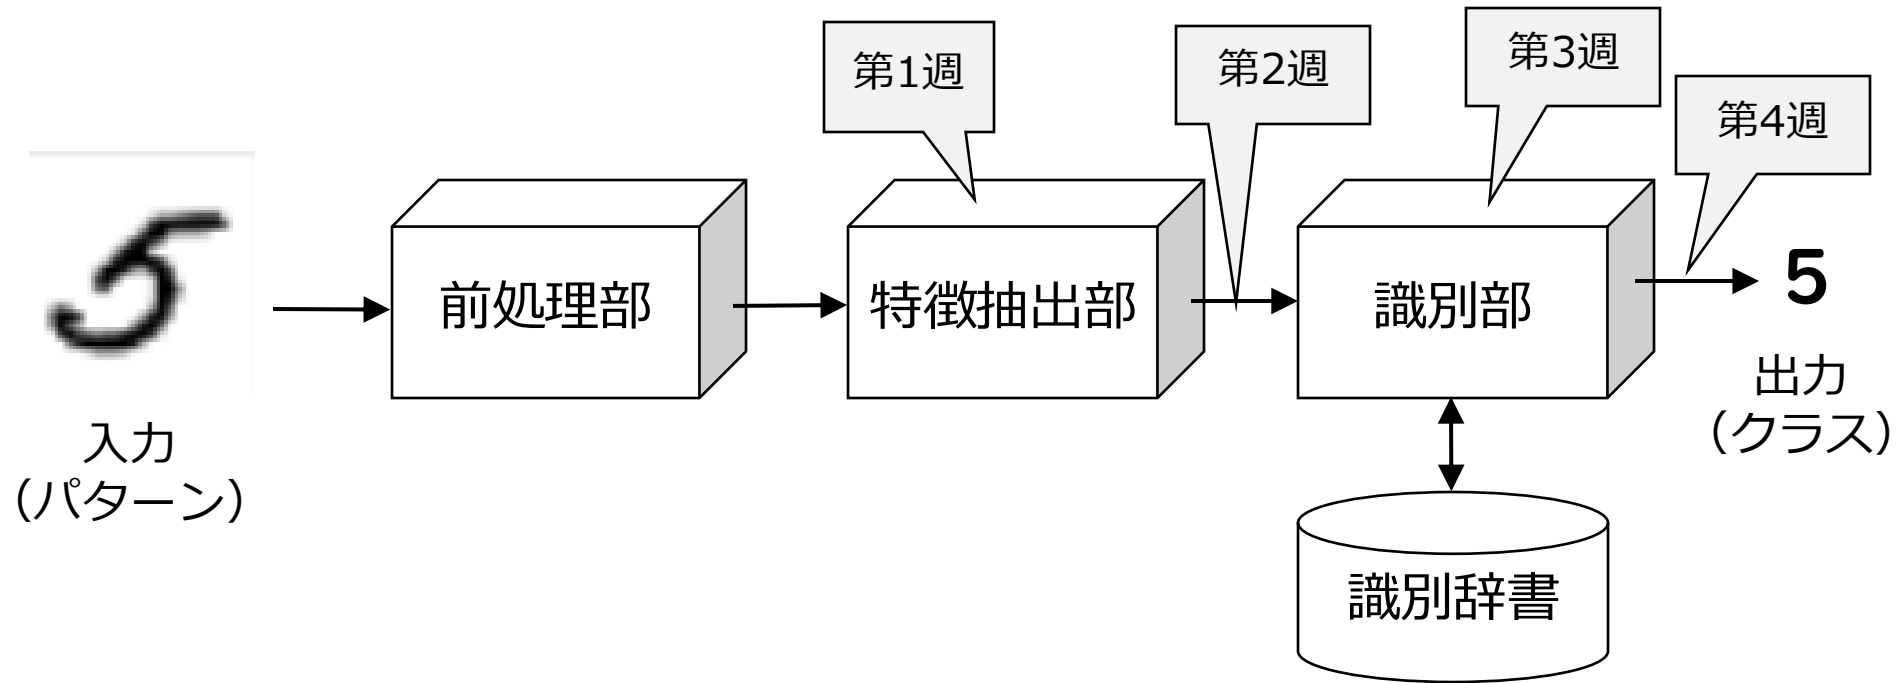 第1週
第2週
第3週
第4週
5
入力
(パターン)
前処理部
特徴抽出部
識別部
5
出力
(クラス)
識別辞書